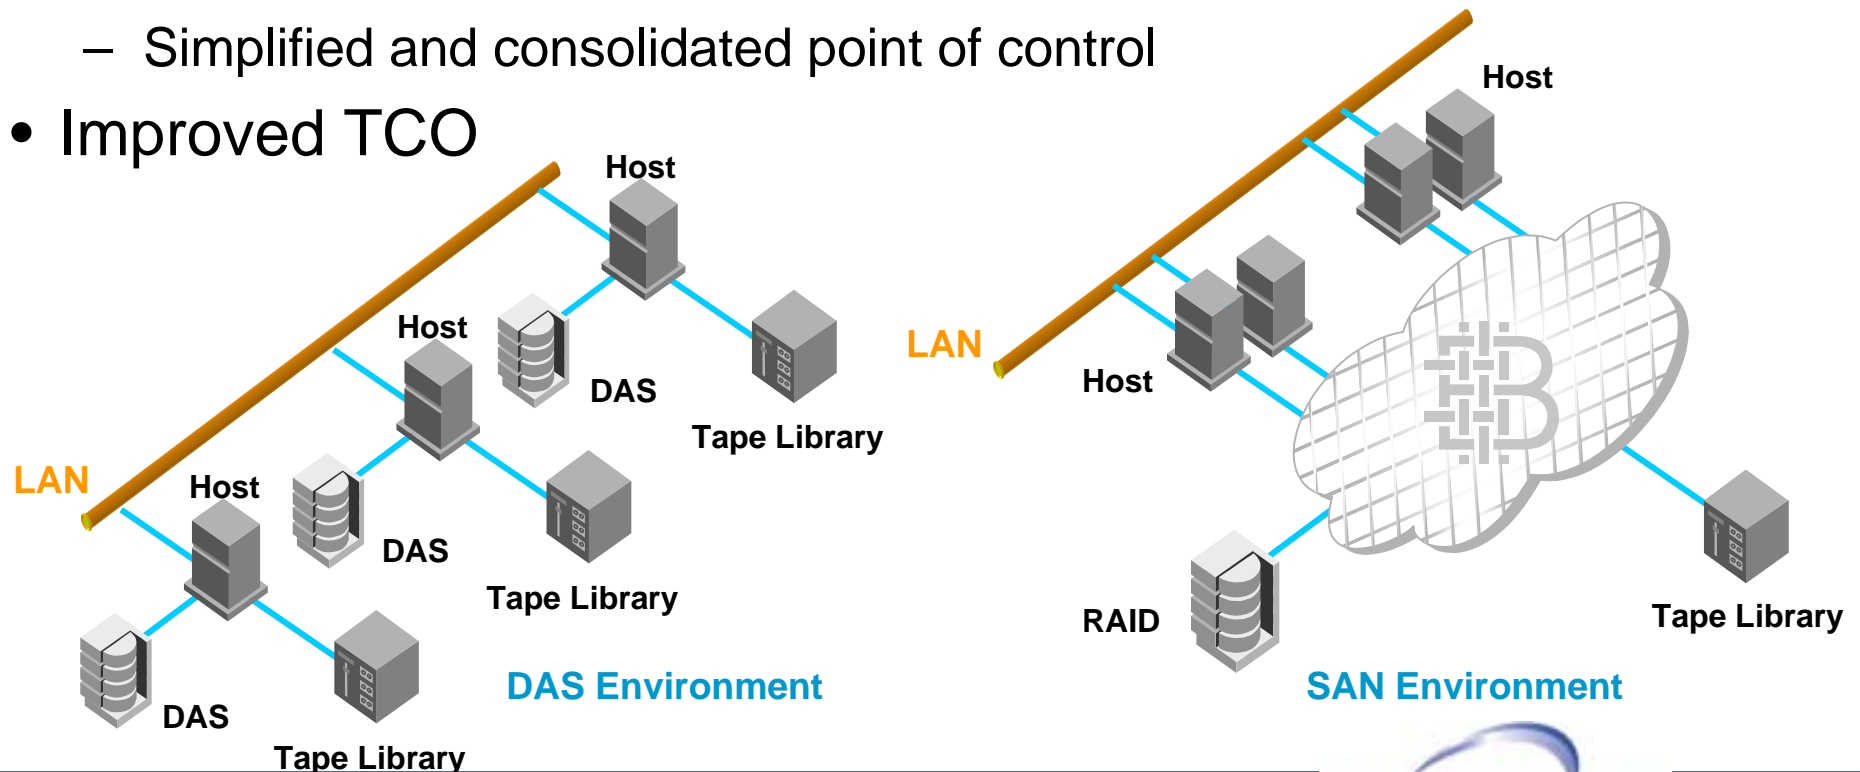 – Simplified and consolidated point of control
• Improved TCO
Host
Host
Host
LAN
DAS
DAS
DAS
Tape Library
Tape Library
Tape Library
DAS Environment
Host
LAN
Host
RAID
Tape Library
SAN Environment